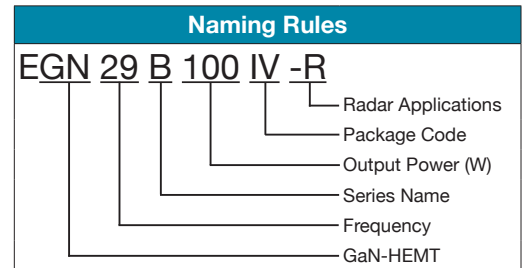 Naming Rules
EGN 29 B 100 IV -R
Radar Applications
Package Code
Output Power (W)
Series Name
Frequency
GaN-HEMT